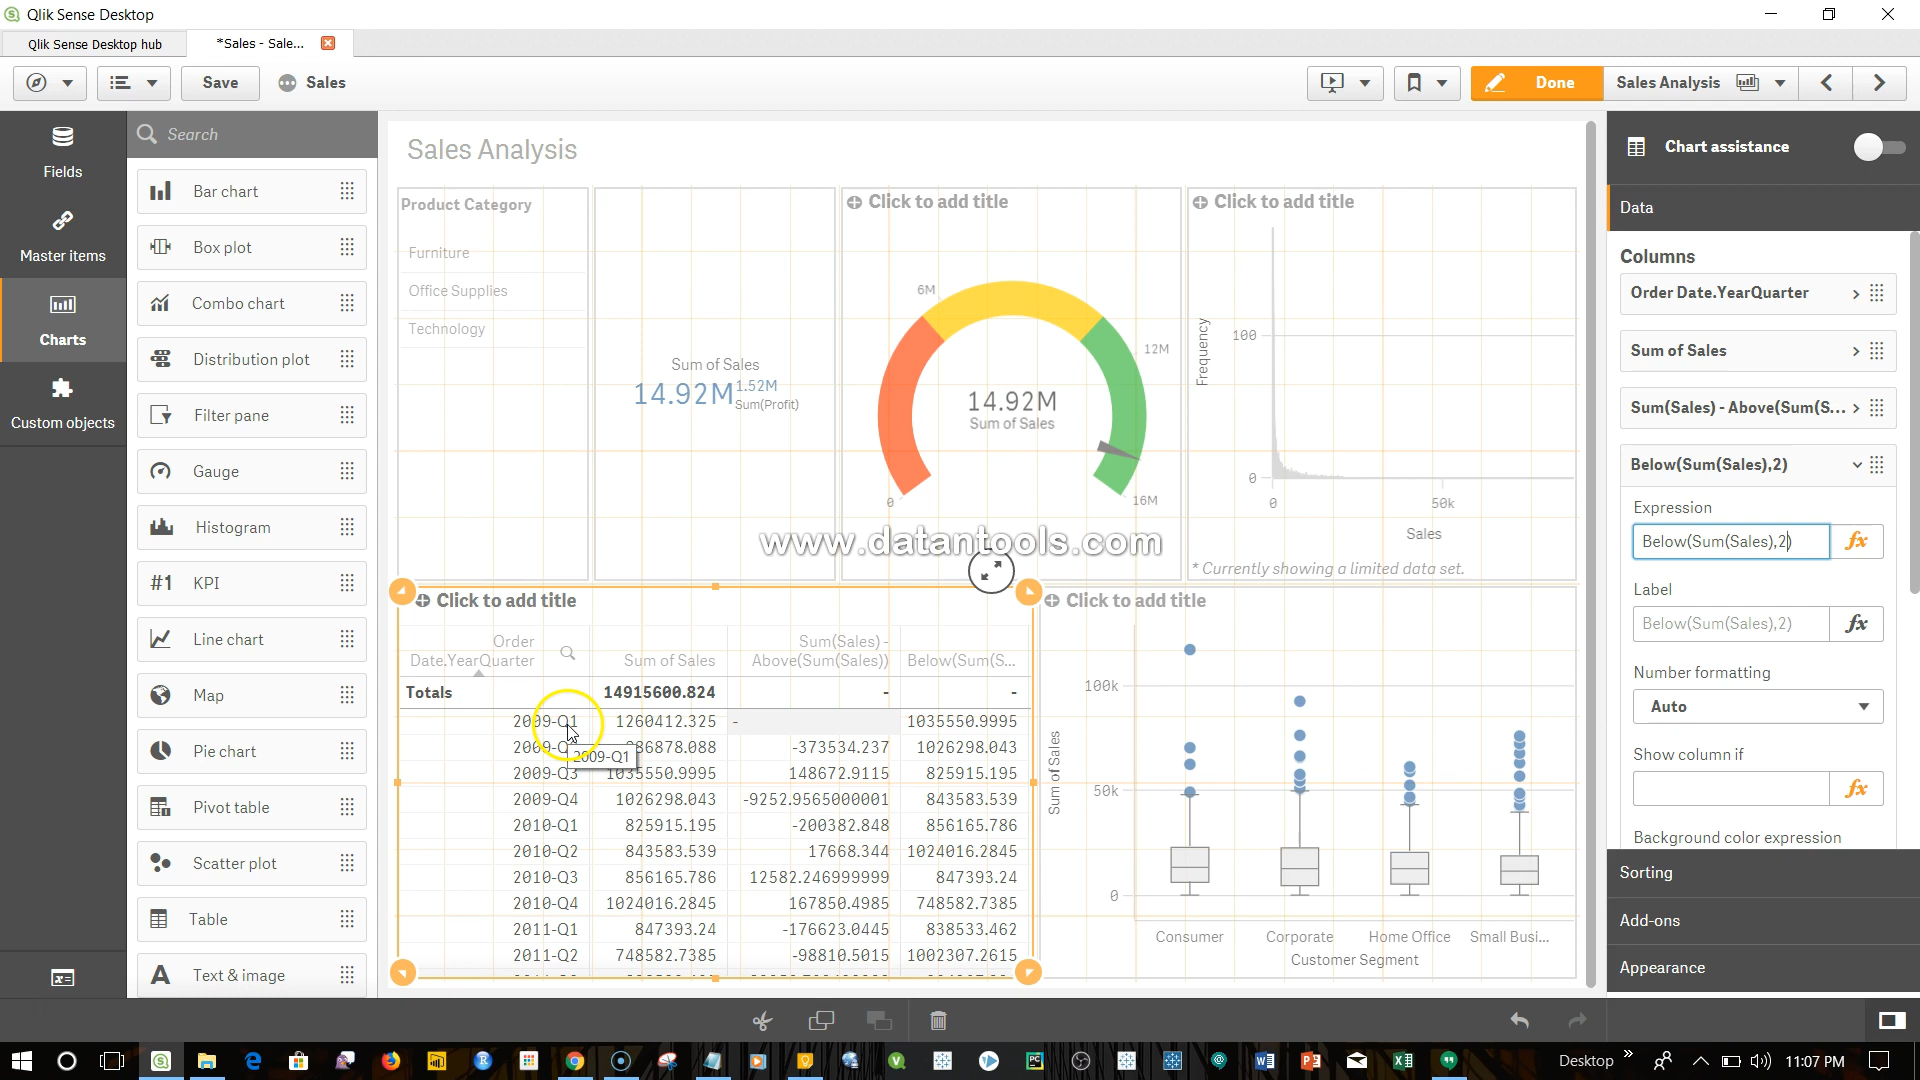 Qlik Sense Desktop
Qlik Sense Desktop hub
*Sales - Sale...
Save
Sales
Done
Sales Analysis
Fields
Master items
Charts
Custom objects
Search
Bar chart
Box plot
Combo chart
Distribution plot
Filter pane
Gauge
Histogram
#1 KPI
Line chart
Map
Pie chart
Pivot table
Scatter plot
Table
A Text & image
Sales Analysis
Product Category
Furniture
Office Supplies
Technology
Sum of Sales
14.92M
1.52M
Sum(Profit)
Click to add title
6M
12M
0
16M
14.92M
Sum of Sales
Click to add title
Frequency
100
0
0
50k
Sales
* Currently showing a limited data set.
www.datantools.com
Click to add title
Order Date.YearQuarter
Sum of Sales
Sum(Sales) - Above(Sum(Sales))
Below(Sum(S...
Totals 14915600.824 - -
2009-Q1 1260412.325 - 1035550.9995
2009-Q 86878.088 -373534.237 1026298.043
2009-Q3 1035550.9995 148672.9115 825915.195
2009-Q1
2009-Q4 1026298.043 -9252.9565000001 843583.539
2010-Q1 825915.195 -200382.848 856165.786
2010-Q2 843583.539 17668.344 1024016.2845
2010-Q3 856165.786 12582.246999999 847393.24
2010-Q4 1024016.2845 167850.4985 748582.7385
2011-Q1 847393.24 -176623.0445 838533.462
2011-Q2 748582.7385 -98810.5015 1002307.2615
Click to add title
Sum of Sales
100k
50k
0
Consumer
Corporate
Home Office
Small Busi...
Customer Segment
Chart assistance
Data
Columns
Order Date.YearQuarter
Sum of Sales
Sum(Sales) - Above(Sum(S...
Below(Sum(Sales),2)
Expression
Below(Sum(Sales),2)
fx
Label
Below(Sum(Sales),2)
fx
Number formatting
Auto
Show column if
fx
Background color expression
Sorting
Add-ons
Appearance
Desktop
11:07 PM